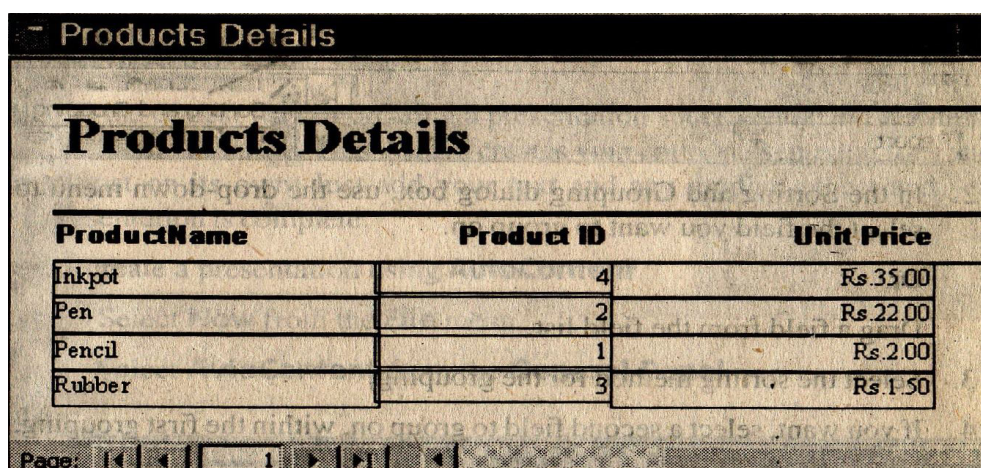 Products Details
Products Details
ProductName Product ID Unit Price
Inkpot 4 Rs.35.00
Pen 2 Rs.22.00
Pencil 1 Rs.2.00
Rubber 3 Rs.1.50
Page: 1